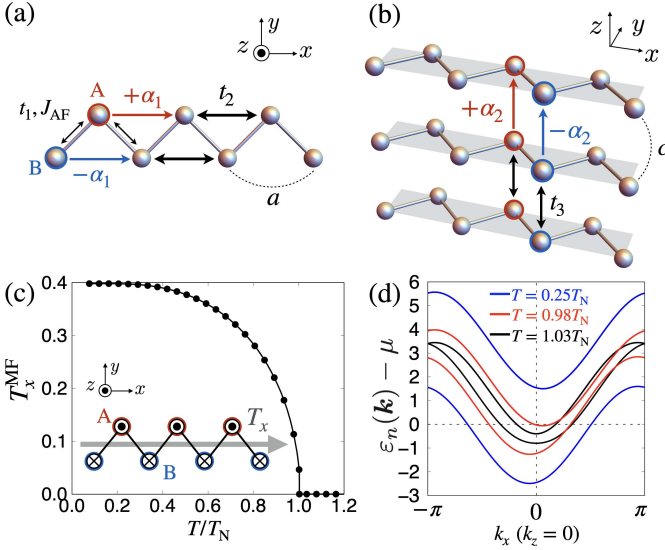 (a)
y
z
x
A
B
t₁, J_AF
+α₁
−α₁
t₂
a
(b)
z
y
x
+α₂
−α₂
t₃
c
(c)
T_x^MF
0.4
0.3
0.2
0.1
0.0
0.0 0.2 0.4 0.6 0.8 1.0 1.2
T/T_N
y
z
x
A
B
T_x
(d)
ε_n(k) − μ
6
5
4
3
2
1
0
−1
−2
−3
T = 0.25T_N
T = 0.98T_N
T = 1.03T_N
−π 0 π
k_x (k_z = 0)